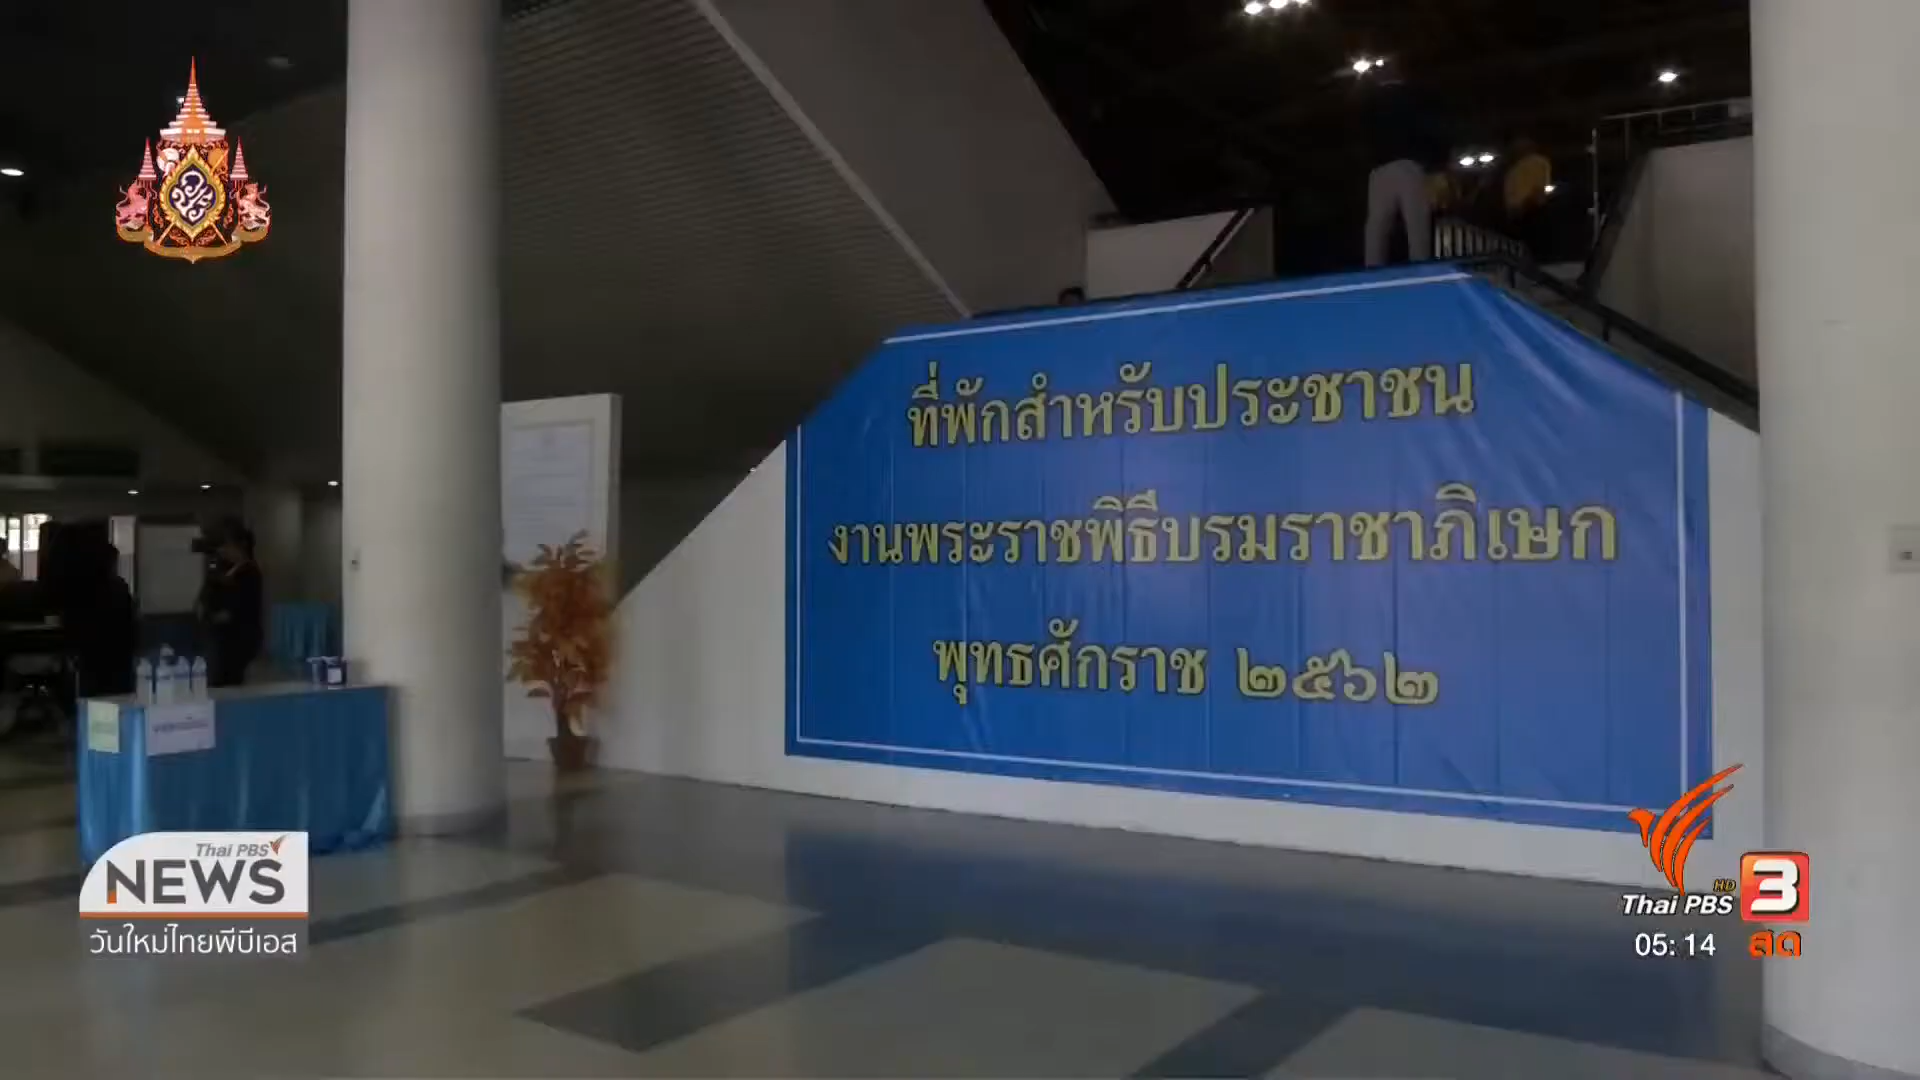 ที่พักสำหรับประชาชน
งานพระราชพิธีบรมราชาภิเษก
พุทธศักราช ๒๕๖๒
Thai PBS
NEWS
วันใหม่ไทยพีบีเอส
HD
Thai PBS 3
05:14 สด